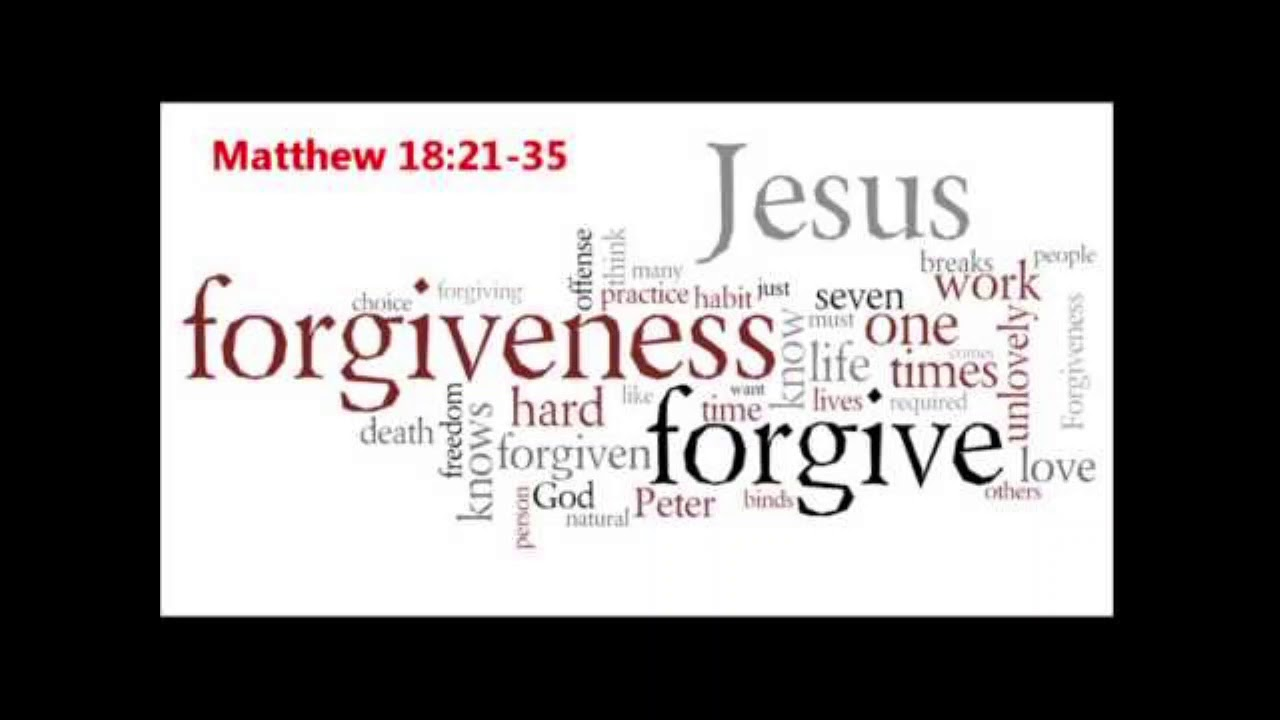 Matthew 18:21-35
Jesus
offense
think
many
breaks
people
choice
forgiving
practice
habit
just
seven
work
forgiveness
know
must
one
unlovely
Forgiveness
life
comes
times
freedom
hard
like
want
time
lives
required
death
knows
forgiven
forgive
love
person
God
natural
Peter
binds
others